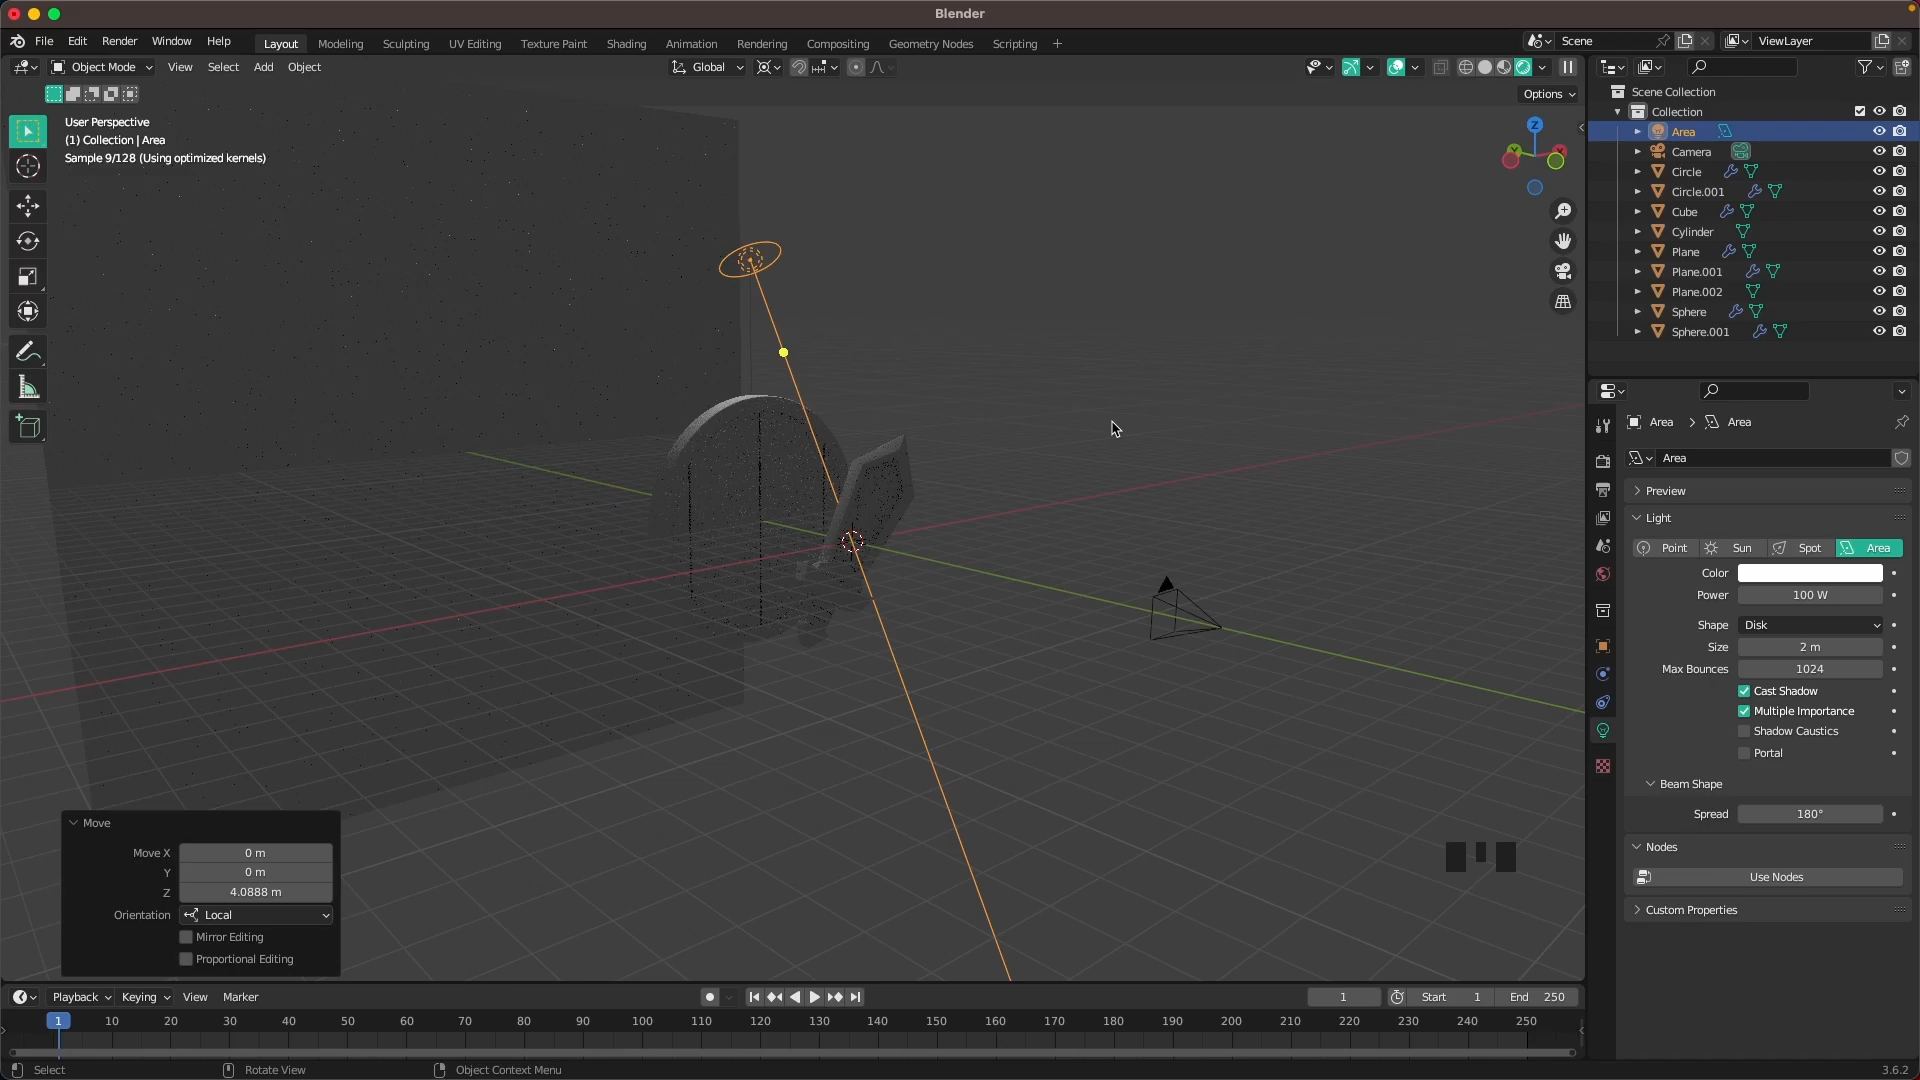 Blender
File Edit Render Window Help
Layout Modeling Sculpting UV Editing Texture Paint Shading Animation Rendering Compositing Geometry Nodes Scripting +
Scene
ViewLayer
Object Mode View Select Add Object
Global
Options
User Perspective
(1) Collection | Area
Sample 9/128 (Using optimized kernels)
Z
Y
X
Scene Collection
Collection
Area
Camera
Circle
Circle.001
Cube
Cylinder
Plane
Plane.001
Plane.002
Sphere
Sphere.001
Area > Area
Area
Preview
Light
Point Sun Spot Area
Color
Power 100 W
Shape Disk
Size 2 m
Max Bounces 1024
Cast Shadow
Multiple Importance
Shadow Caustics
Portal
Beam Shape
Spread 180°
Nodes
Use Nodes
Custom Properties
Move
Move X 0 m
Y 0 m
Z 4.0888 m
Orientation Local
Mirror Editing
Proportional Editing
Playback Keying View Marker
1
Start 1
End 250
1 10 20 30 40 50 60 70 80 90 100 110 120 130 140 150 160 170 180 190 200 210 220 230 240 250
Select
Rotate View
Object Context Menu
3.6.2